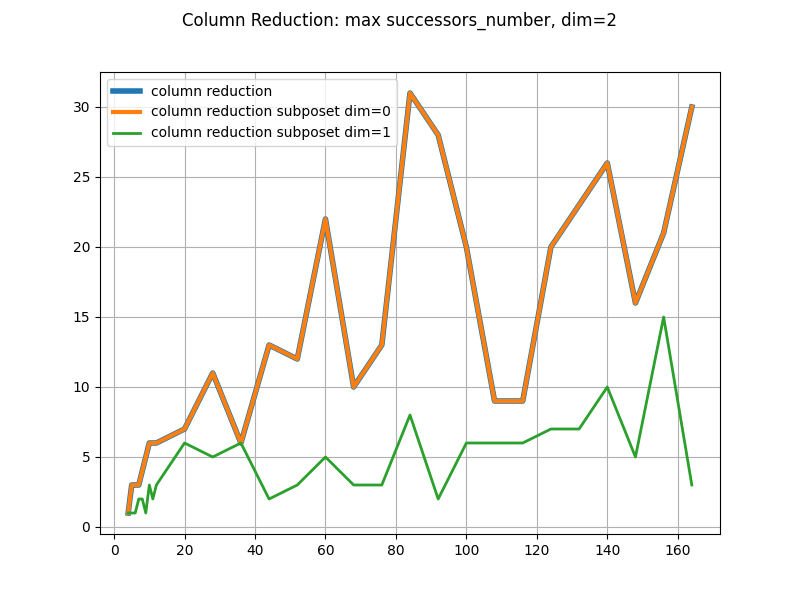 Column Reduction: max successors_number, dim=2
column reduction
column reduction subposet dim=0
column reduction subposet dim=1
30
25
20
15
10
5
0
0 20 40 60 80 100 120 140 160